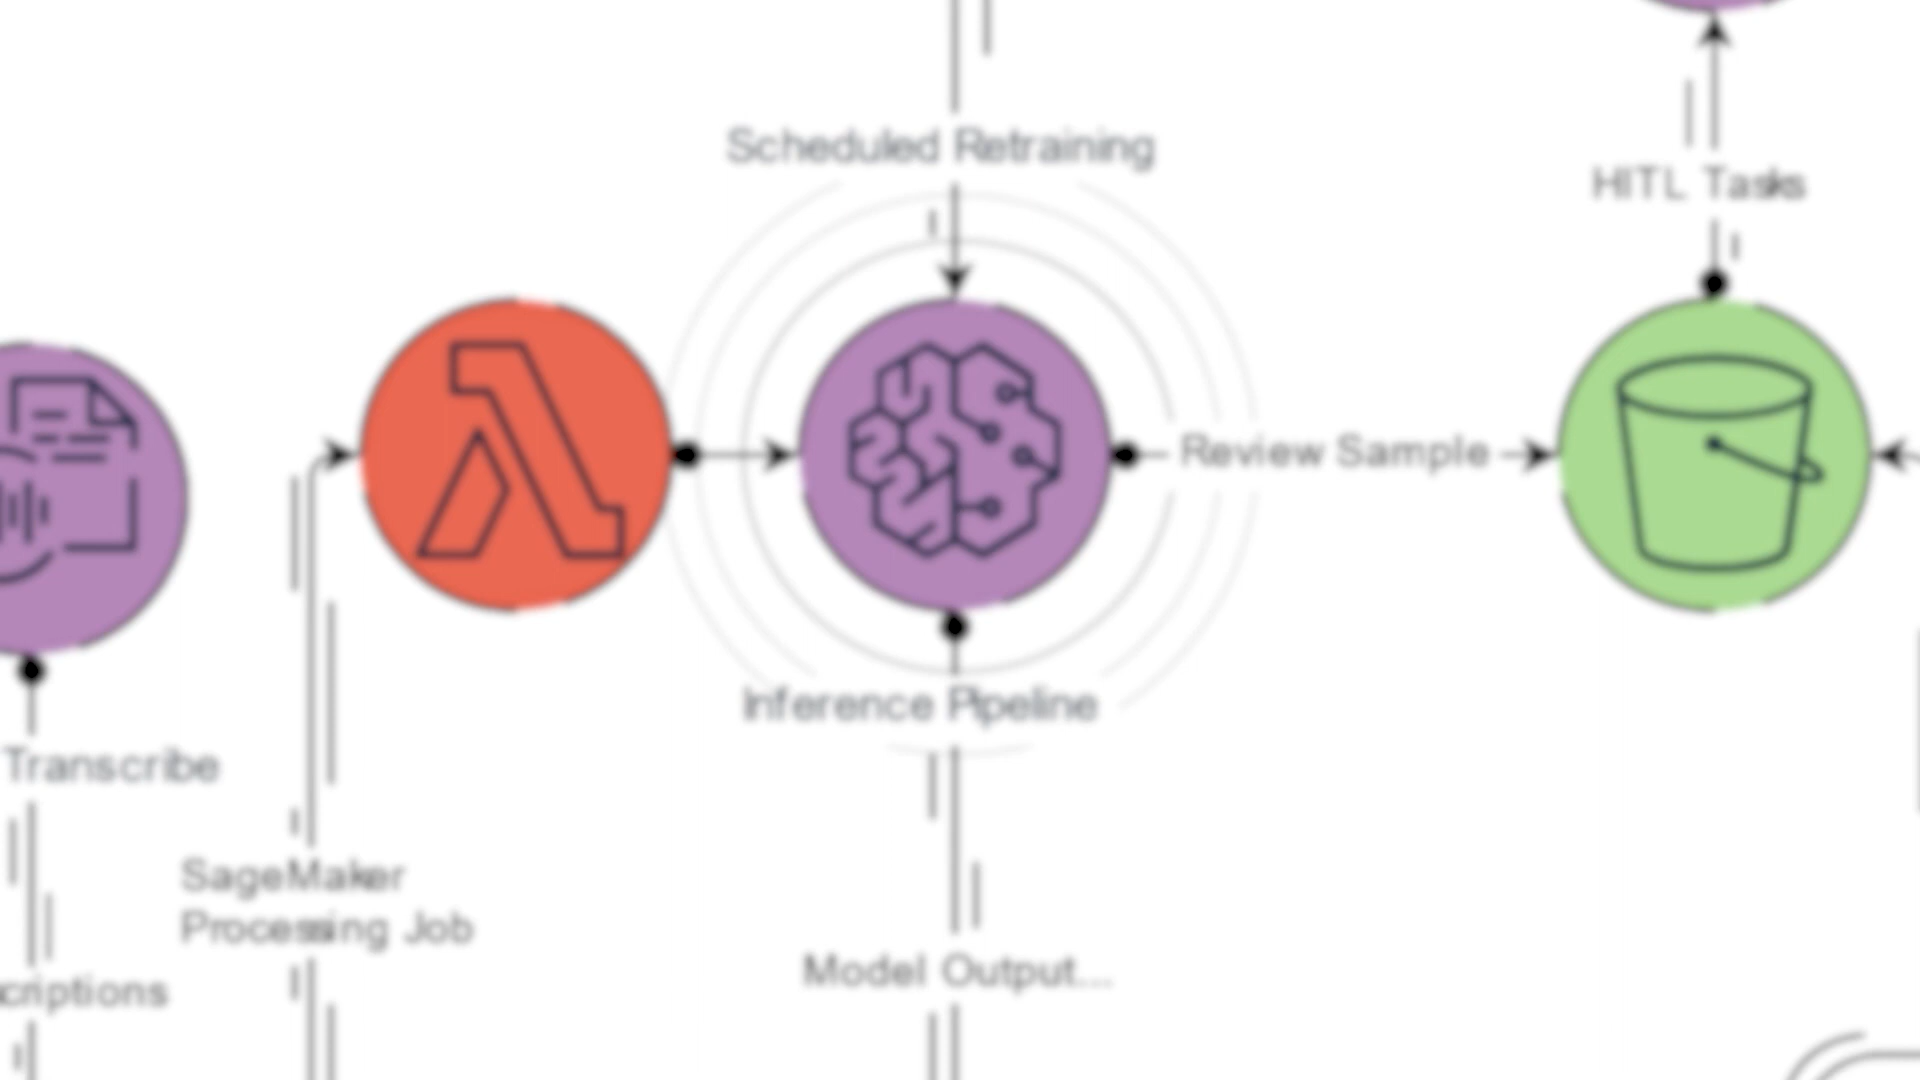 Scheduled Retraining
HITL Tasks
Review Sample
Inference Pipeline
Transcribe
SageMaker
Processing Job
Model Output...
criptions